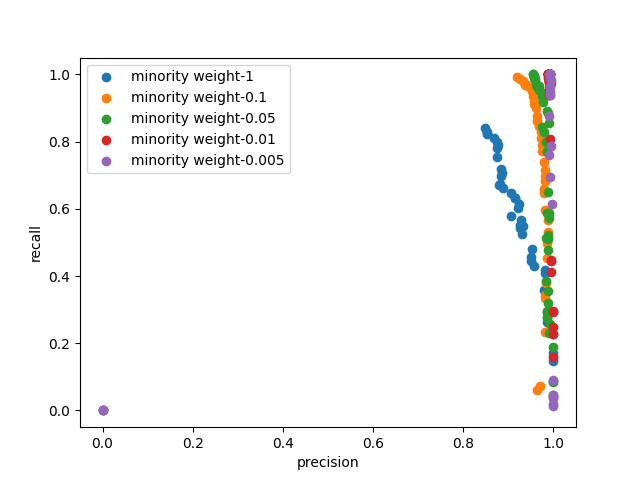 minority weight-1
minority weight-0.1
minority weight-0.05
minority weight-0.01
minority weight-0.005
1.0
0.8
0.6
0.4
0.2
0.0
recall
0.0 0.2 0.4 0.6 0.8 1.0
precision